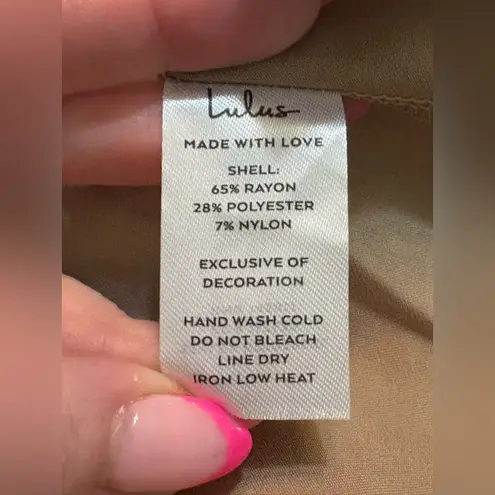 Lulus
MADE WITH LOVE
SHELL:
65% RAYON
28% POLYESTER
7% NYLON
EXCLUSIVE OF
DECORATION
HAND WASH COLD
DO NOT BLEACH
LINE DRY
IRON LOW HEAT